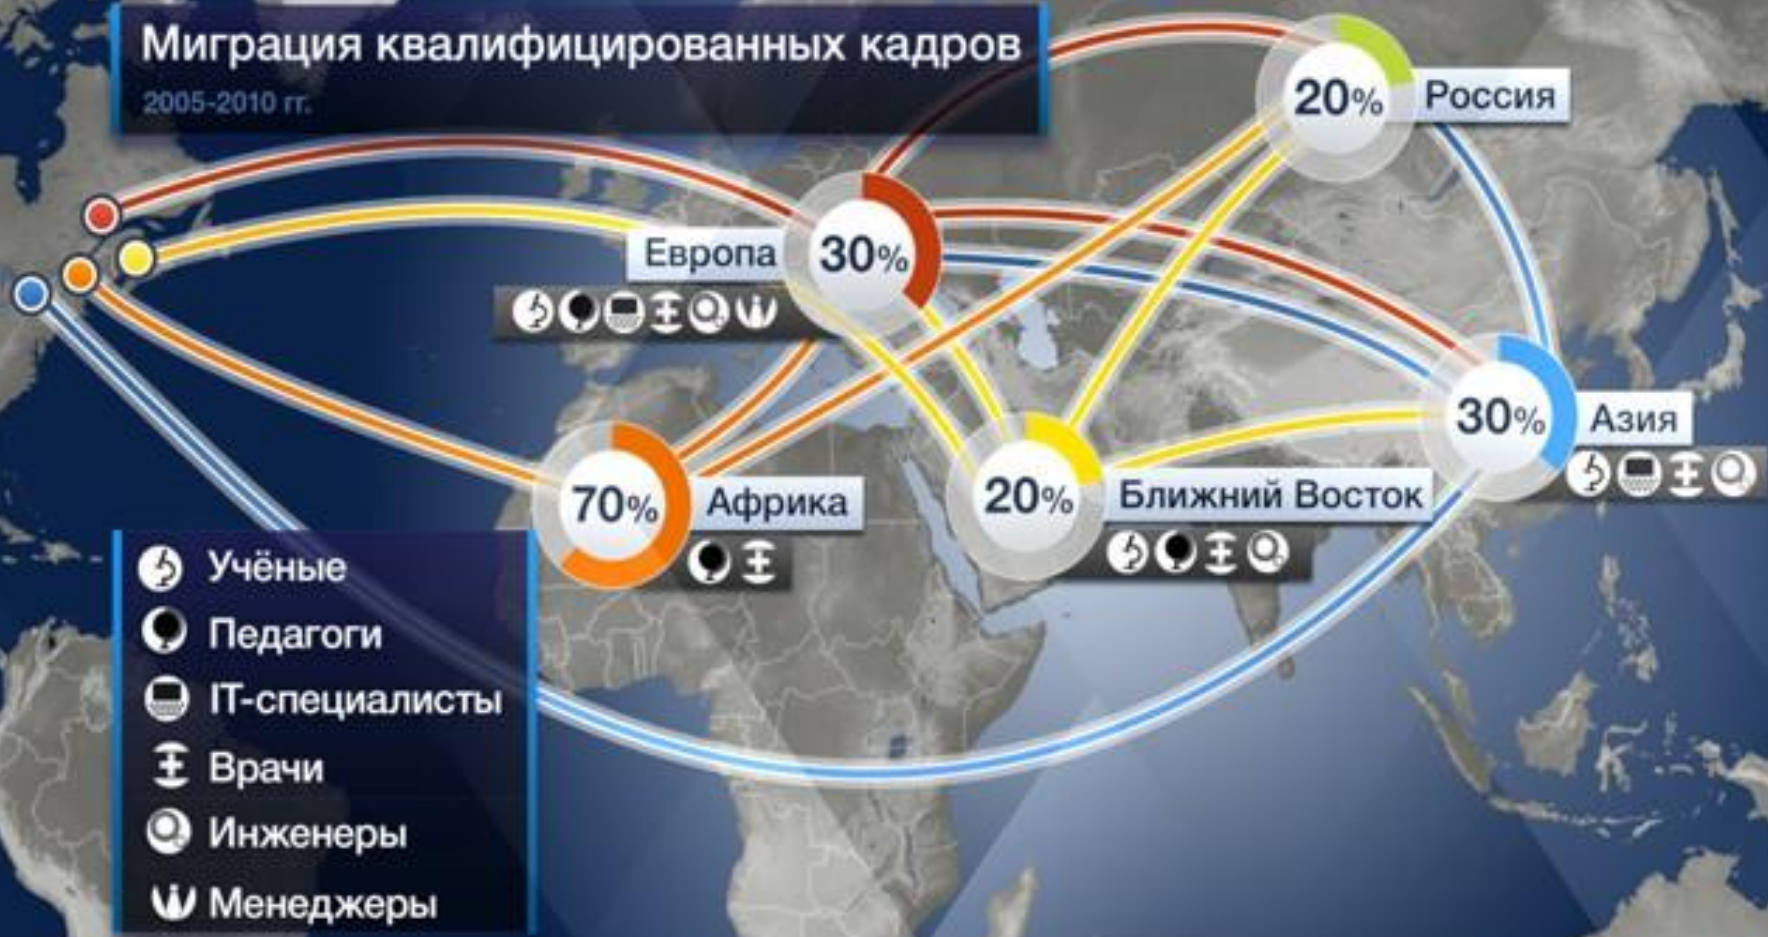 Миграция квалифицированных кадров
2005-2010 гг.
20%
Россия
Европа
30%
30%
Азия
70%
Африка
20%
Ближний Восток
Учёные
Педагоги
IT-специалисты
Врачи
Инженеры
Менеджеры